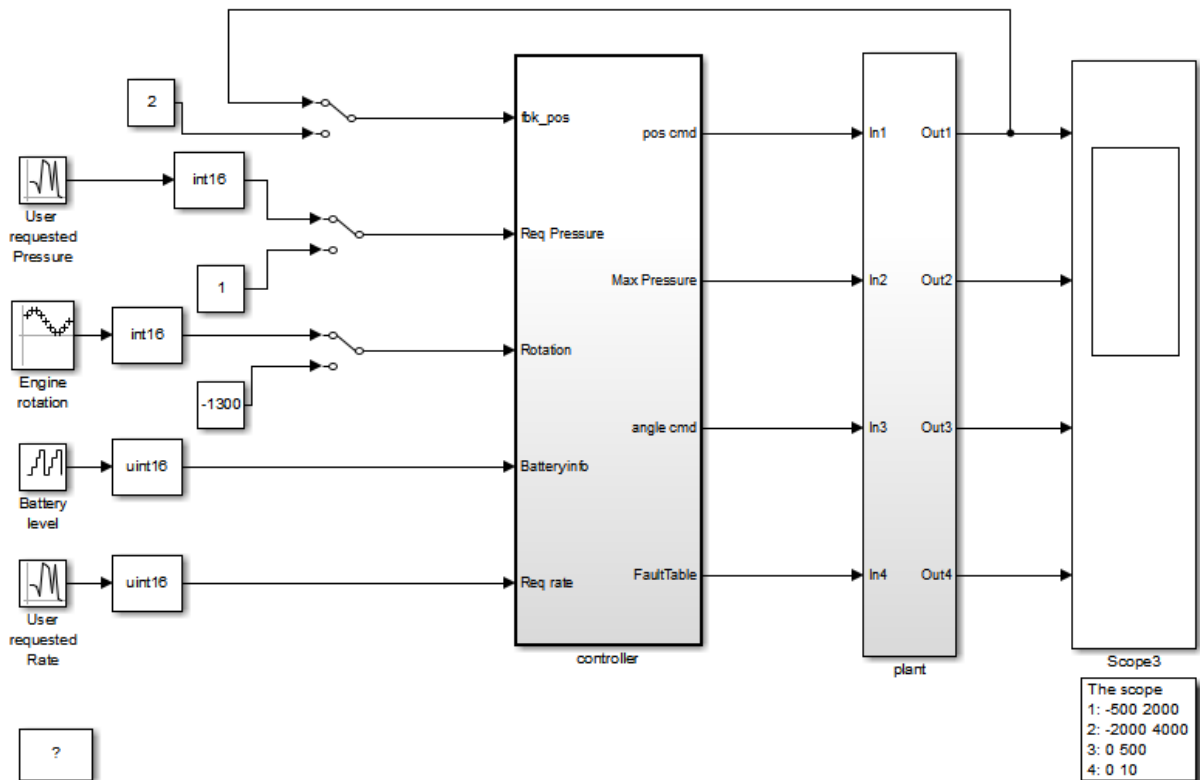 2
fbk_pos
pos cmd
In1
Out1
int16
User
requested
Pressure
Req Pressure
1
Max Pressure
In2
Out2
int16
Engine
rotation
Rotation
-1300
angle cmd
In3
Out3
uint16
Battery
level
Batteryinfo
uint16
User
requested
Rate
Req rate
FaultTable
In4
Out4
controller
plant
Scope3
The scope
1: -500 2000
2: -2000 4000
3: 0 500
4: 0 10
?